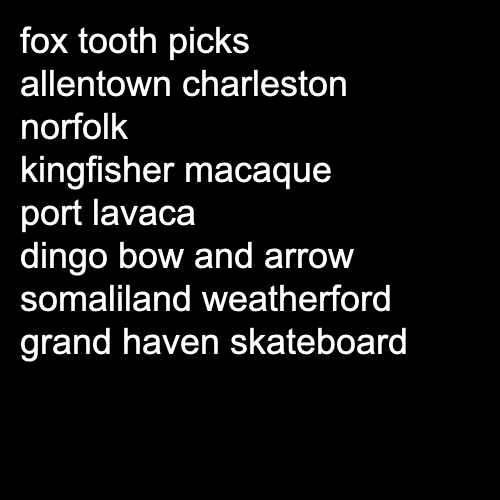 fox tooth picks
allentown charleston
norfolk
kingfisher macaque
port lavaca
dingo bow and arrow
somaliland weatherford
grand haven skateboard